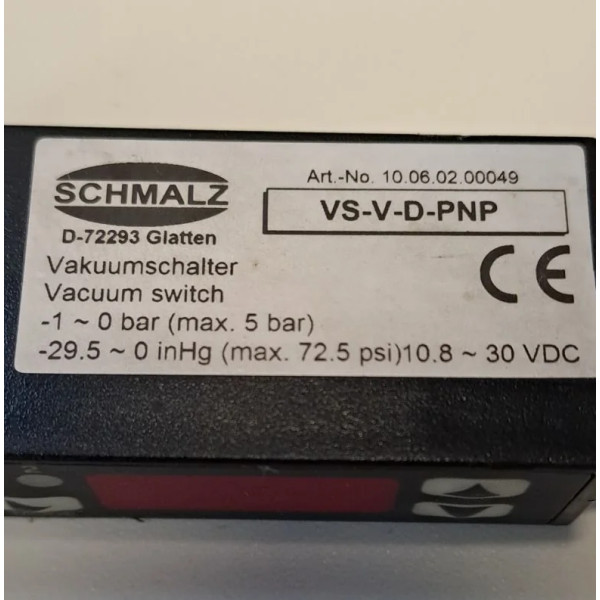 SCHMALZ
D-72293 Glatten
Art.-No. 10.06.02.00049
VS-V-D-PNP
CE
Vakuumschalter
Vacuum switch
-1 ~ 0 bar (max. 5 bar)
-29.5 ~ 0 inHg (max. 72.5 psi)10.8 ~ 30 VDC
2